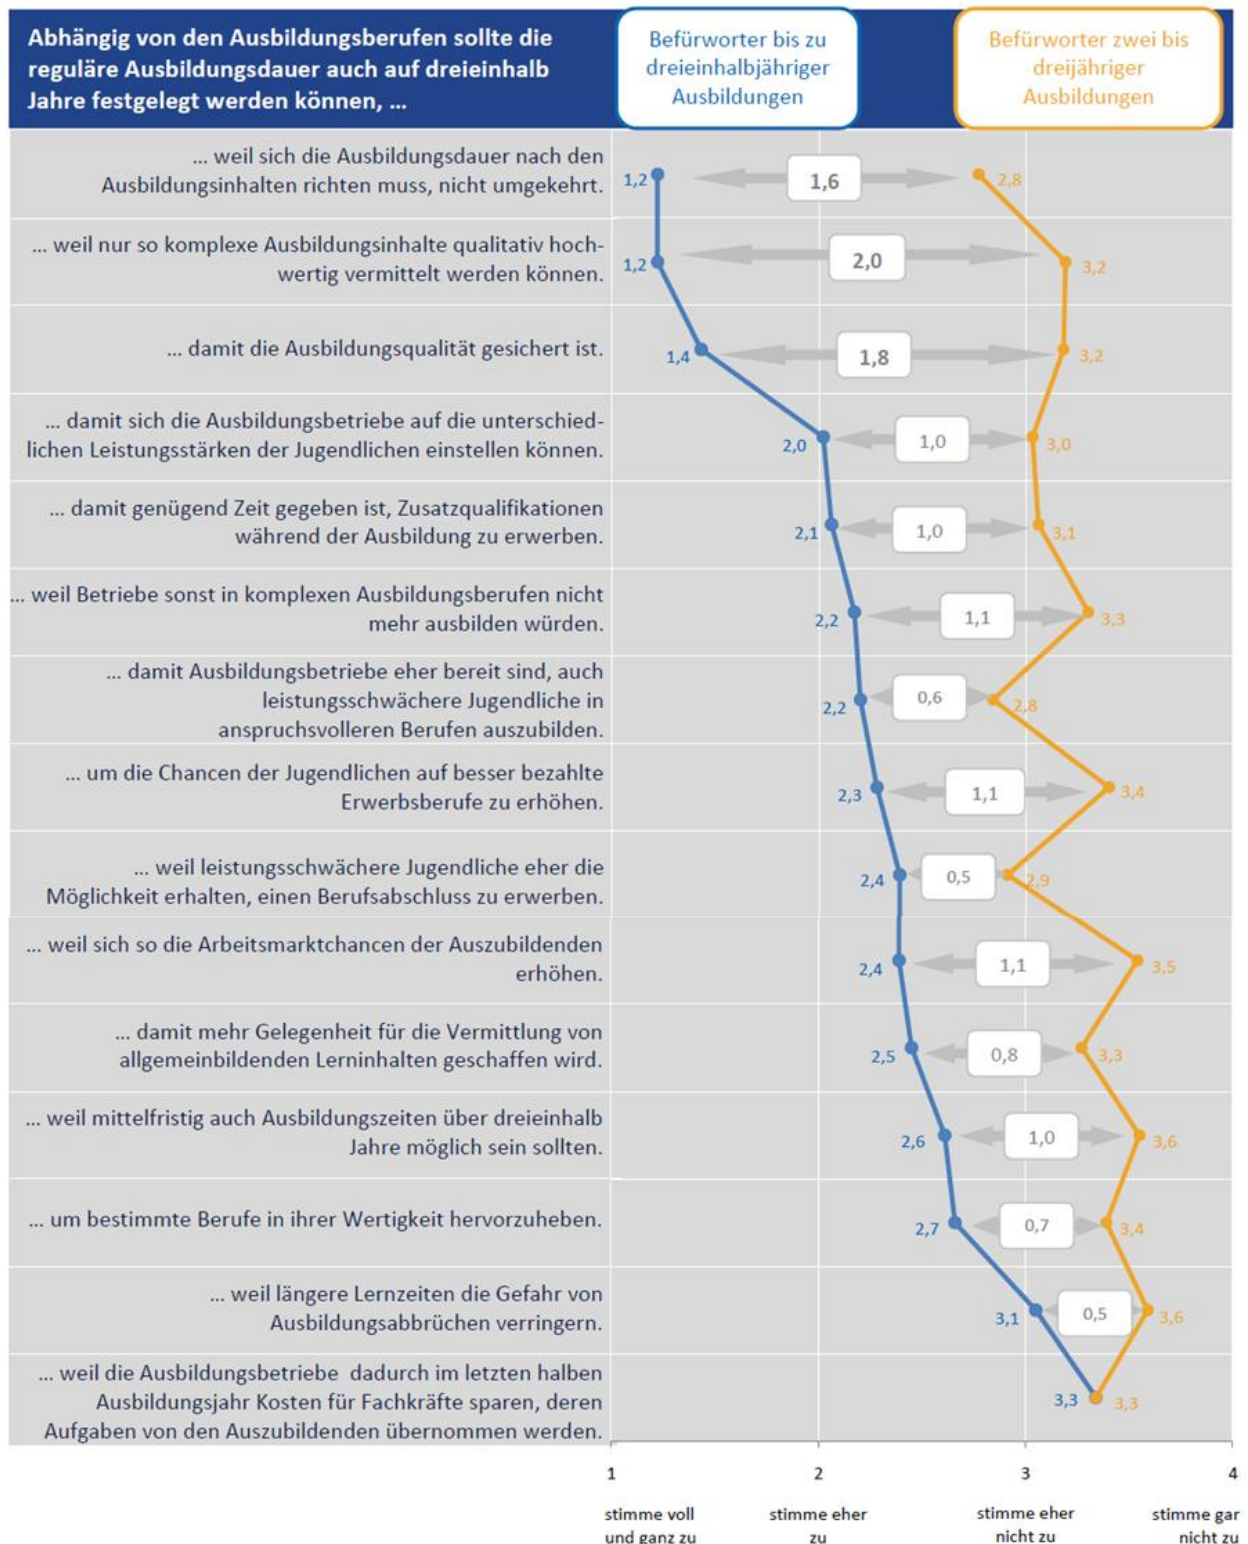 Abhängig von den Ausbildungsberufen sollte die
reguläre Ausbildungsdauer auch auf dreieinhalb
Jahre festgelegt werden können, ...
Befürworter bis zu
dreieinhalbjähriger
Ausbildungen
Befürworter zwei bis
dreijähriger
Ausbildungen
... weil sich die Ausbildungsdauer nach den
Ausbildungsinhalten richten muss, nicht umgekehrt.
1,2
1,6
2,8
... weil nur so komplexe Ausbildungsinhalte qualitativ hoch-
wertig vermittelt werden können.
1,2
2,0
3,2
... damit die Ausbildungsqualität gesichert ist.
1,4
1,8
3,2
... damit sich die Ausbildungsbetriebe auf die unterschied-
lichen Leistungsstärken der Jugendlichen einstellen können.
2,0
1,0
3,0
... damit genügend Zeit gegeben ist, Zusatzqualifikationen
während der Ausbildung zu erwerben.
2,1
1,0
3,1
... weil Betriebe sonst in komplexen Ausbildungsberufen nicht
mehr ausbilden würden.
2,2
1,1
3,3
... damit Ausbildungsbetriebe eher bereit sind, auch
leistungsschwächere Jugendliche in
anspruchsvolleren Berufen auszubilden.
2,2
0,6
2,8
... um die Chancen der Jugendlichen auf besser bezahlte
Erwerbsberufe zu erhöhen.
2,3
1,1
3,4
... weil leistungsschwächere Jugendliche eher die
Möglichkeit erhalten, einen Berufsabschluss zu erwerben.
2,4
0,5
2,9
... weil sich so die Arbeitsmarktchancen der Auszubildenden
erhöhen.
2,4
1,1
3,5
... damit mehr Gelegenheit für die Vermittlung von
allgemeinbildenden Lerninhalten geschaffen wird.
2,5
0,8
3,3
... weil mittelfristig auch Ausbildungszeiten über dreieinhalb
Jahre möglich sein sollten.
2,6
1,0
3,6
... um bestimmte Berufe in ihrer Wertigkeit hervorzuheben.
2,7
0,7
3,4
... weil längere Lernzeiten die Gefahr von
Ausbildungsabbrüchen verringern.
3,1
0,5
3,6
... weil die Ausbildungsbetriebe dadurch im letzten halben
Ausbildungsjahr Kosten für Fachkräfte sparen, deren
Aufgaben von den Auszubildenden übernommen werden.
3,3
3,3
1
2
3
4
stimme voll
und ganz zu
stimme eher
zu
stimme eher
nicht zu
stimme gar
nicht zu